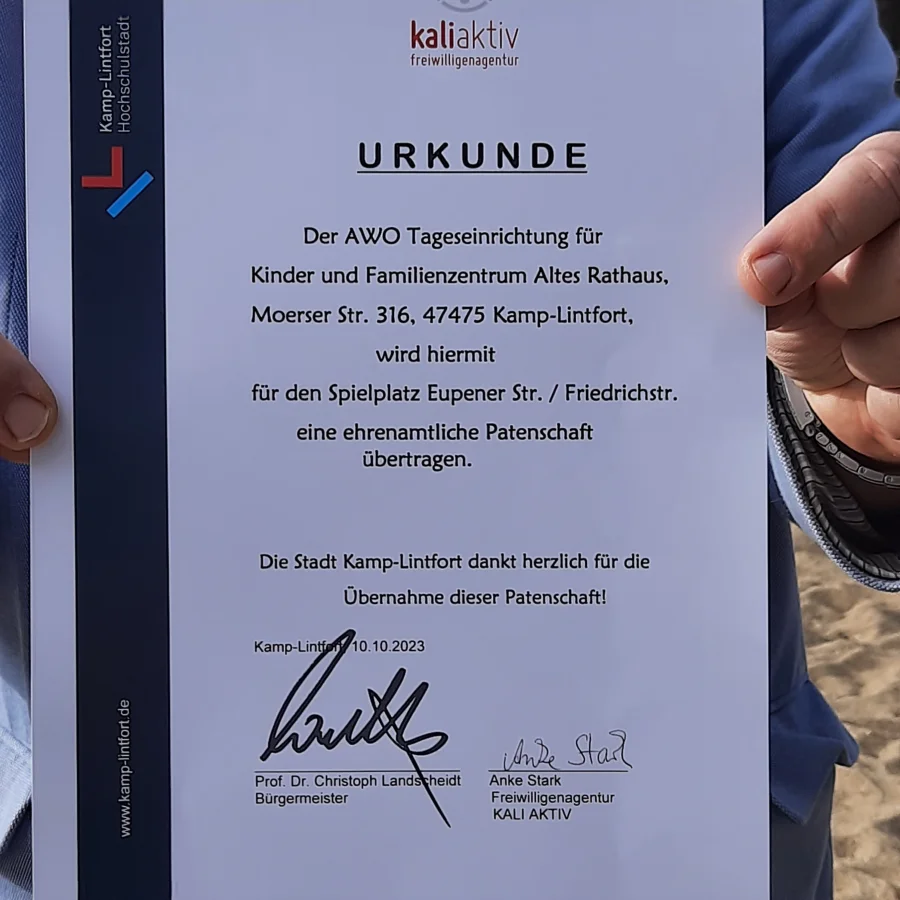 kaliaktiv
freiwilligenagentur
Kamp-Lintfort
Hochschulstadt
URKUNDE
Der AWO Tageseinrichtung für
Kinder und Familienzentrum Altes Rathaus,
Moerser Str. 316, 47475 Kamp-Lintfort,
wird hiermit
für den Spielplatz Eupener Str. / Friedrichstr.
eine ehrenamtliche Patenschaft
übertragen.
Die Stadt Kamp-Lintfort dankt herzlich für die
Übernahme dieser Patenschaft!
Kamp-Lintfort, 10.10.2023
Anke Stark
Prof. Dr. Christoph Landscheidt
Bürgermeister
Anke Stark
Freiwilligenagentur
KALI AKTIV
www.kamp-lintfort.de